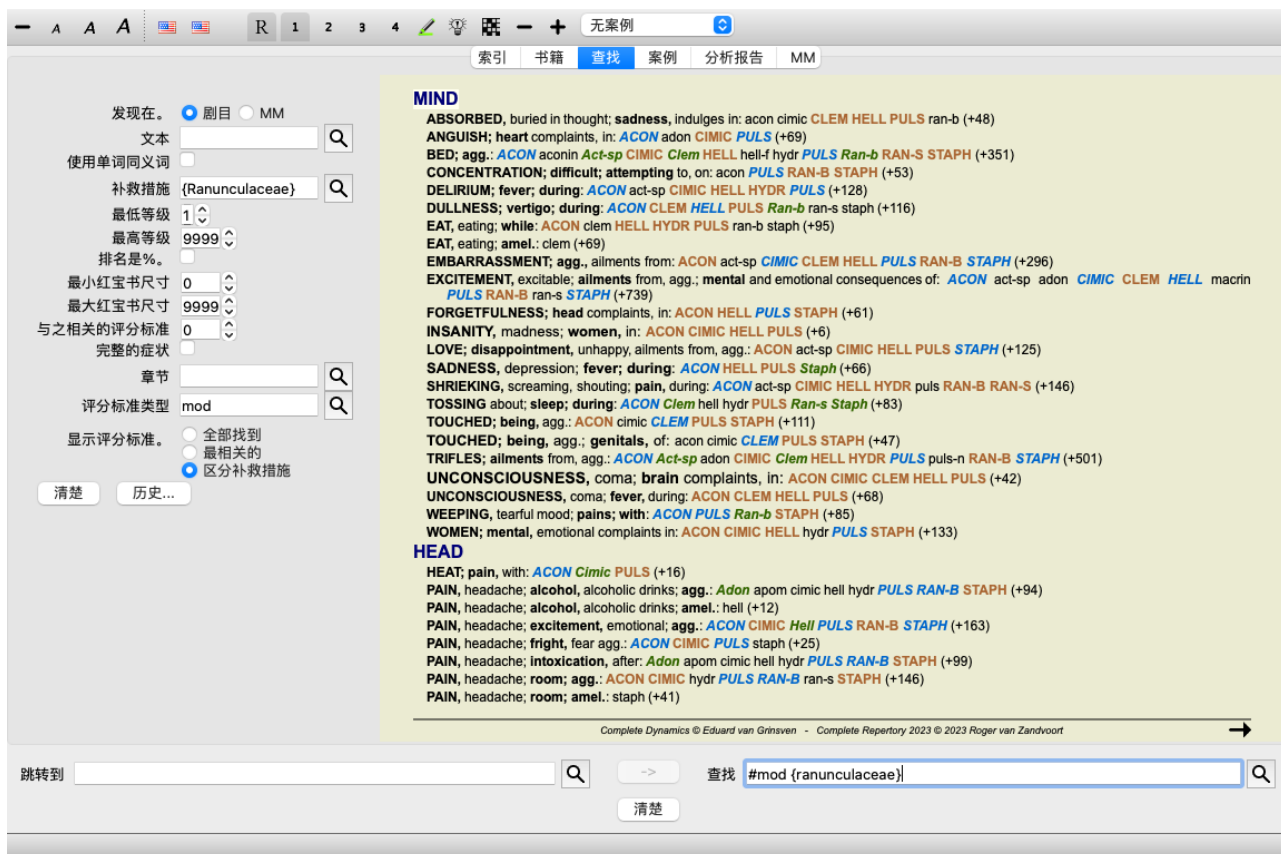 A A A R 1 2 3 4 无案例
索引 书籍 查找 案例 分析报告 MM
发现在。 剧目 MM
文本
使用单词同义词
补救措施 {Ranunculaceae}
最低等级 1
最高等级 9999
排名是%。
最小红宝书尺寸 0
最大红宝书尺寸 9999
与之相关的评分标准 0
完整的症状
章节
评分标准类型 mod
显示评分标准。 全部找到
最相关的
区分补救措施
清楚 历史...
MIND
ABSORBED, buried in thought; sadness, indulges in: acon cimic CLEM HELL PULS ran-b (+48)
ANGUISH; heart complaints, in: ACON adon CIMIC PULS (+69)
BED; agg.: ACON aconin Act-sp CIMIC Clem HELL hell-f hydr PULS Ran-b RAN-S STAPH (+351)
CONCENTRATION; difficult; attempting to, on: acon PULS RAN-B STAPH (+53)
DELIRIUM; fever; during: ACON act-sp CIMIC HELL HYDR PULS (+128)
DULLNESS; vertigo; during: ACON CLEM HELL PULS Ran-b ran-s staph (+116)
EAT, eating; while: ACON clem HELL HYDR PULS ran-b staph (+95)
EAT, eating; amel.: clem (+69)
EMBARRASSMENT; agg., ailments from: ACON act-sp CIMIC CLEM HELL PULS RAN-B STAPH (+296)
EXCITEMENT, excitable; ailments from, agg.; mental and emotional consequences of: ACON act-sp adon CIMIC CLEM HELL macrin
PULS RAN-B ran-s STAPH (+739)
FORGETFULNESS; head complaints, in: ACON HELL PULS STAPH (+61)
INSANITY, madness; women, in: ACON CIMIC HELL PULS (+6)
LOVE; disappointment, unhappy, ailments from, agg.: ACON act-sp CIMIC HELL PULS STAPH (+125)
SADNESS, depression; fever; during: ACON HELL PULS Staph (+66)
SHRIEKING, screaming, shouting; pain, during: ACON act-sp CIMIC HELL HYDR puls RAN-B RAN-S (+146)
TOSSING about; sleep; during: ACON Clem hell hydr PULS Ran-s Staph (+83)
TOUCHED; being, agg.: ACON cimic CLEM PULS STAPH (+111)
TOUCHED; being, agg.; genitals, of: acon cimic CLEM PULS STAPH (+47)
TRIFLES; ailments from, agg.: ACON Act-sp adon CIMIC Clem HELL HYDR PULS puls-n RAN-B STAPH (+501)
UNCONSCIOUSNESS, coma; brain complaints, in: ACON CIMIC CLEM HELL PULS (+42)
UNCONSCIOUSNESS, coma; fever, during: ACON CLEM HELL PULS (+68)
WEEPING, tearful mood; pains; with: ACON PULS Ran-b STAPH (+85)
WOMEN; mental, emotional complaints in: ACON CIMIC HELL hydr PULS STAPH (+133)
HEAD
HEAT; pain, with: ACON Cimic PULS (+16)
PAIN, headache; alcohol, alcoholic drinks; agg.: Adon apom cimic hell hydr PULS RAN-B STAPH (+94)
PAIN, headache; alcohol, alcoholic drinks; amel.: hell (+12)
PAIN, headache; excitement, emotional; agg.: ACON CIMIC Hell PULS RAN-B STAPH (+163)
PAIN, headache; fright, fear agg.: ACON CIMIC PULS staph (+25)
PAIN, headache; intoxication, after: Adon apom cimic hell hydr PULS RAN-B STAPH (+99)
PAIN, headache; room; agg.: ACON CIMIC hydr PULS RAN-B ran-s STAPH (+146)
PAIN, headache; room; amel.: staph (+41)
Complete Dynamics © Eduard van Grinsven - Complete Repertory 2023 © 2023 Roger van Zandvoort
跳转到 -> 查找 #mod {ranunculaceae}
清楚